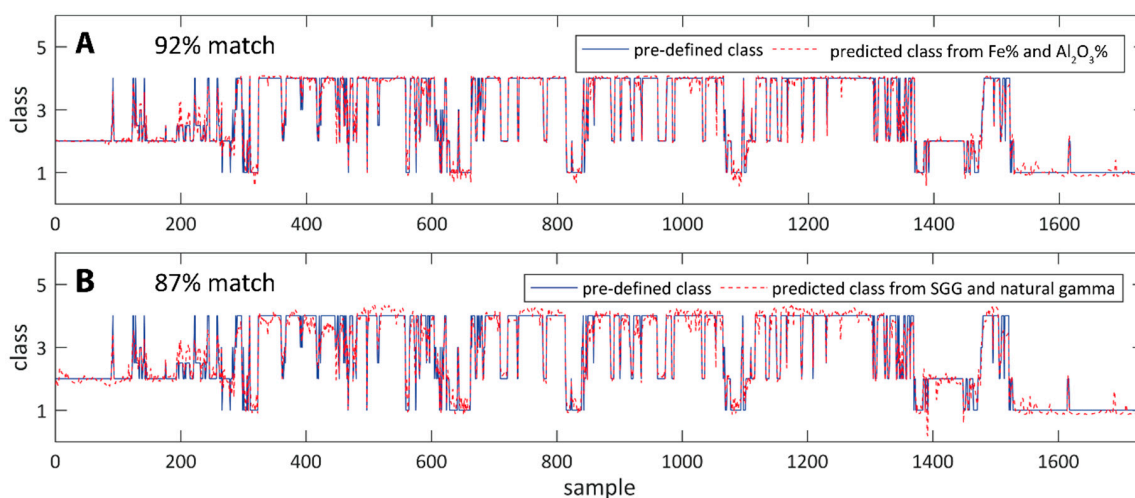 A 92% match
pre-defined class predicted class from Fe% and Al₂O₃%
class
5
3
1
0 200 400 600 800 1000 1200 1400 1600
B 87% match
pre-defined class predicted class from SGG and natural gamma
class
5
3
1
0 200 400 600 800 1000 1200 1400 1600
sample